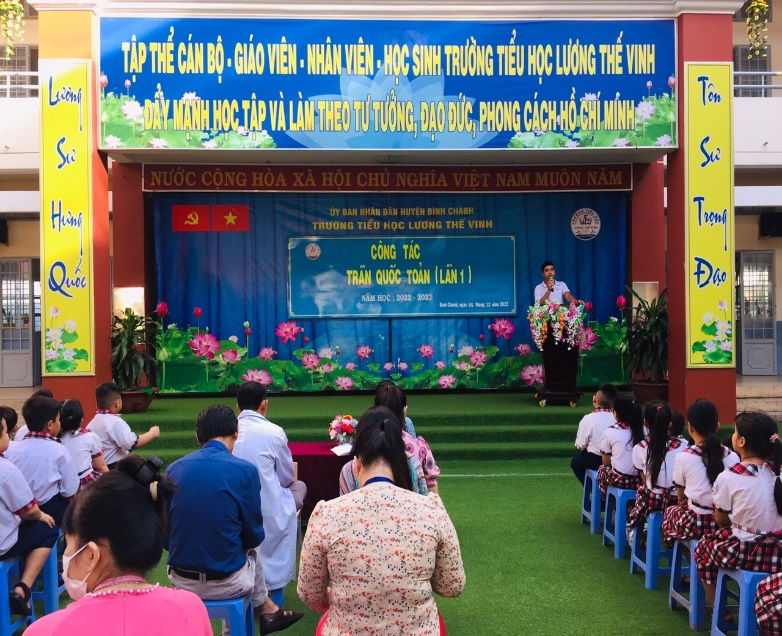 TẬP THỂ CÁN BỘ - GIÁO VIÊN - NHÂN VIÊN - HỌC SINH TRƯỜNG TIỂU HỌC LƯƠNG THẾ VINH
ĐẨY MẠNH HỌC TẬP VÀ LÀM THEO TƯ TƯỞNG, ĐẠO ĐỨC, PHONG CÁCH HỒ CHÍ MINH
Lương
Sư
Hưng
Quốc
Tôn
Sư
Trọng
Đạo
NƯỚC CỘNG HÒA XÃ HỘI CHỦ NGHĨA VIỆT NAM MUÔN NĂM
ỦY BAN NHÂN DÂN HUYỆN BÌNH CHÁNH
TRƯỜNG TIỂU HỌC LƯƠNG THẾ VINH
CÔNG TÁC
TRẦN QUỐC TOẢN (LẦN 1)
NĂM HỌC : 2022 - 2023
Bình Chánh, ngày 05 tháng 12 năm 2022
LƯƠNG THẾ VINH